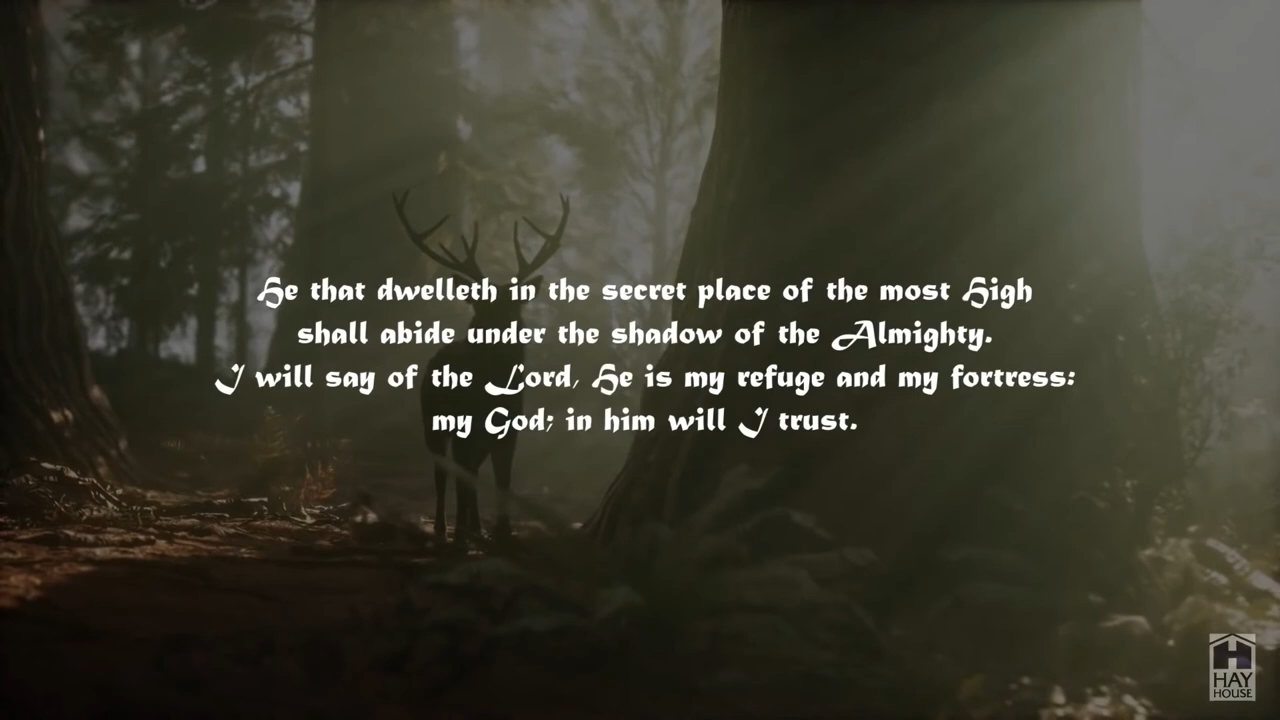 He that dwelleth in the secret place of the most High
shall abide under the shadow of the Almighty.
I will say of the Lord, He is my refuge and my fortress:
my God; in him will I trust.
HAY
HOUSE